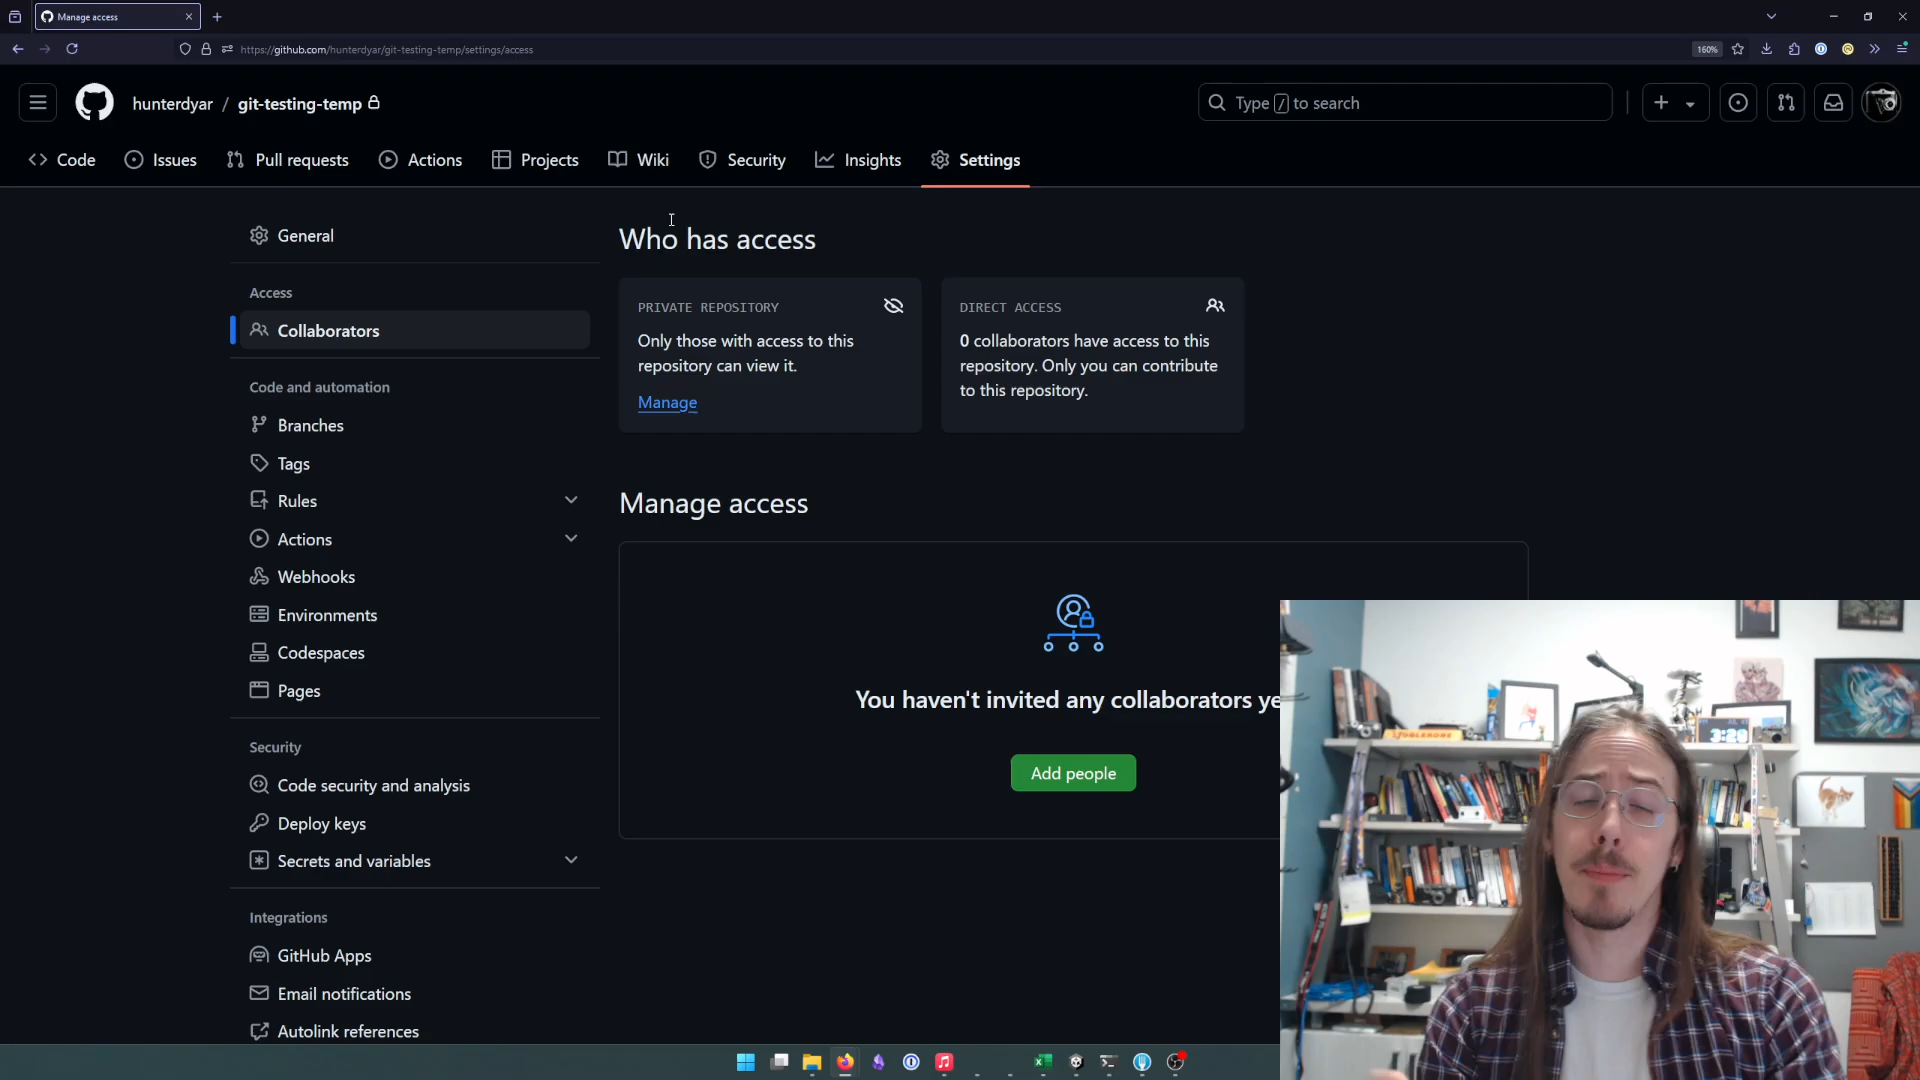 Manage access
https://github.com/hunterdyar/git-testing-temp/settings/access
160%
hunterdyar / git-testing-temp
Type / to search
Code
Issues
Pull requests
Actions
Projects
Wiki
Security
Insights
Settings
General
Access
Collaborators
Code and automation
Branches
Tags
Rules
Actions
Webhooks
Environments
Codespaces
Pages
Security
Code security and analysis
Deploy keys
Secrets and variables
Integrations
GitHub Apps
Email notifications
Autolink references
Who has access
PRIVATE REPOSITORY
Only those with access to this
repository can view it.
Manage
DIRECT ACCESS
0 collaborators have access to this
repository. Only you can contribute
to this repository.
Manage access
You haven't invited any collaborators ye
Add people
TOBLERONE
3:28